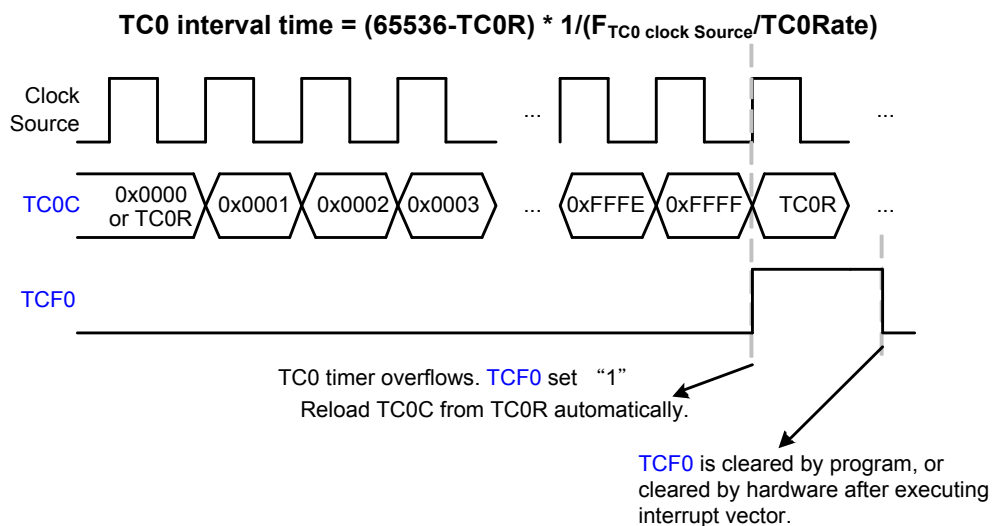 TC0 interval time = (65536-TC0R) * 1/(FTC0 clock Source/TC0Rate)
Clock
Source
... ...
TC0C
0x0000
or TC0R
0x0001 0x0002 0x0003 ... 0xFFFE 0xFFFF TC0R ...
TCF0
TC0 timer overflows. TCF0 set “1”
Reload TC0C from TC0R automatically.
TCF0 is cleared by program, or
cleared by hardware after executing
interrupt vector.